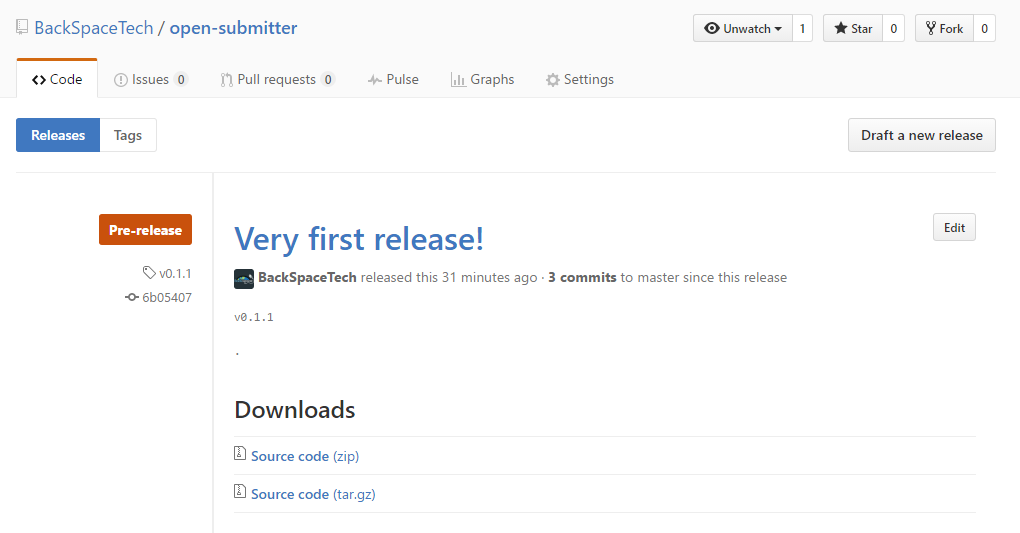 BackSpaceTech / open-submitter
Unwatch 1 Star 0 Fork 0
Code Issues 0 Pull requests 0 Pulse Graphs Settings
Releases Tags Draft a new release
Pre-release
v0.1.1
6b05407
Very first release! Edit
BackSpaceTech released this 31 minutes ago · 3 commits to master since this release
v0.1.1
.
Downloads
Source code (zip)
Source code (tar.gz)